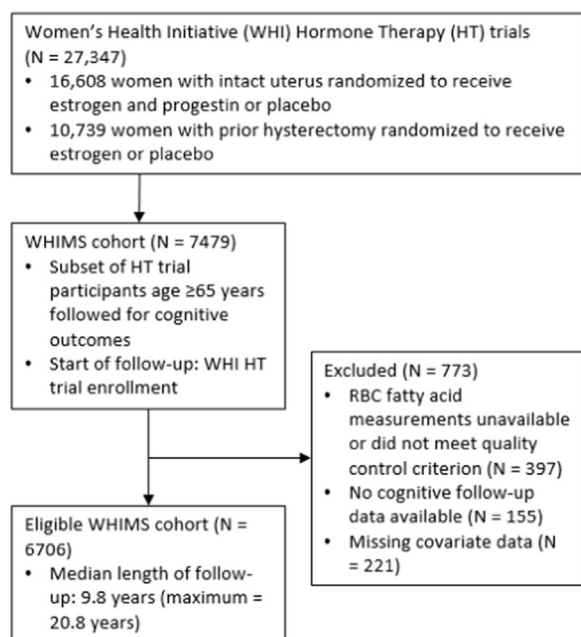 Women's Health Initiative (WHI) Hormone Therapy (HT) trials
(N = 27,347)
• 16,608 women with intact uterus randomized to receive
estrogen and progestin or placebo
• 10,739 women with prior hysterectomy randomized to receive
estrogen or placebo
WHIMS cohort (N = 7479)
• Subset of HT trial
participants age ≥65 years
followed for cognitive
outcomes
• Start of follow-up: WHI HT
trial enrollment
Excluded (N = 773)
• RBC fatty acid
measurements unavailable
or did not meet quality
control criterion (N = 397)
• No cognitive follow-up
data available (N = 155)
• Missing covariate data (N
= 221)
Eligible WHIMS cohort (N =
6706)
• Median length of follow-
up: 9.8 years (maximum =
20.8 years)